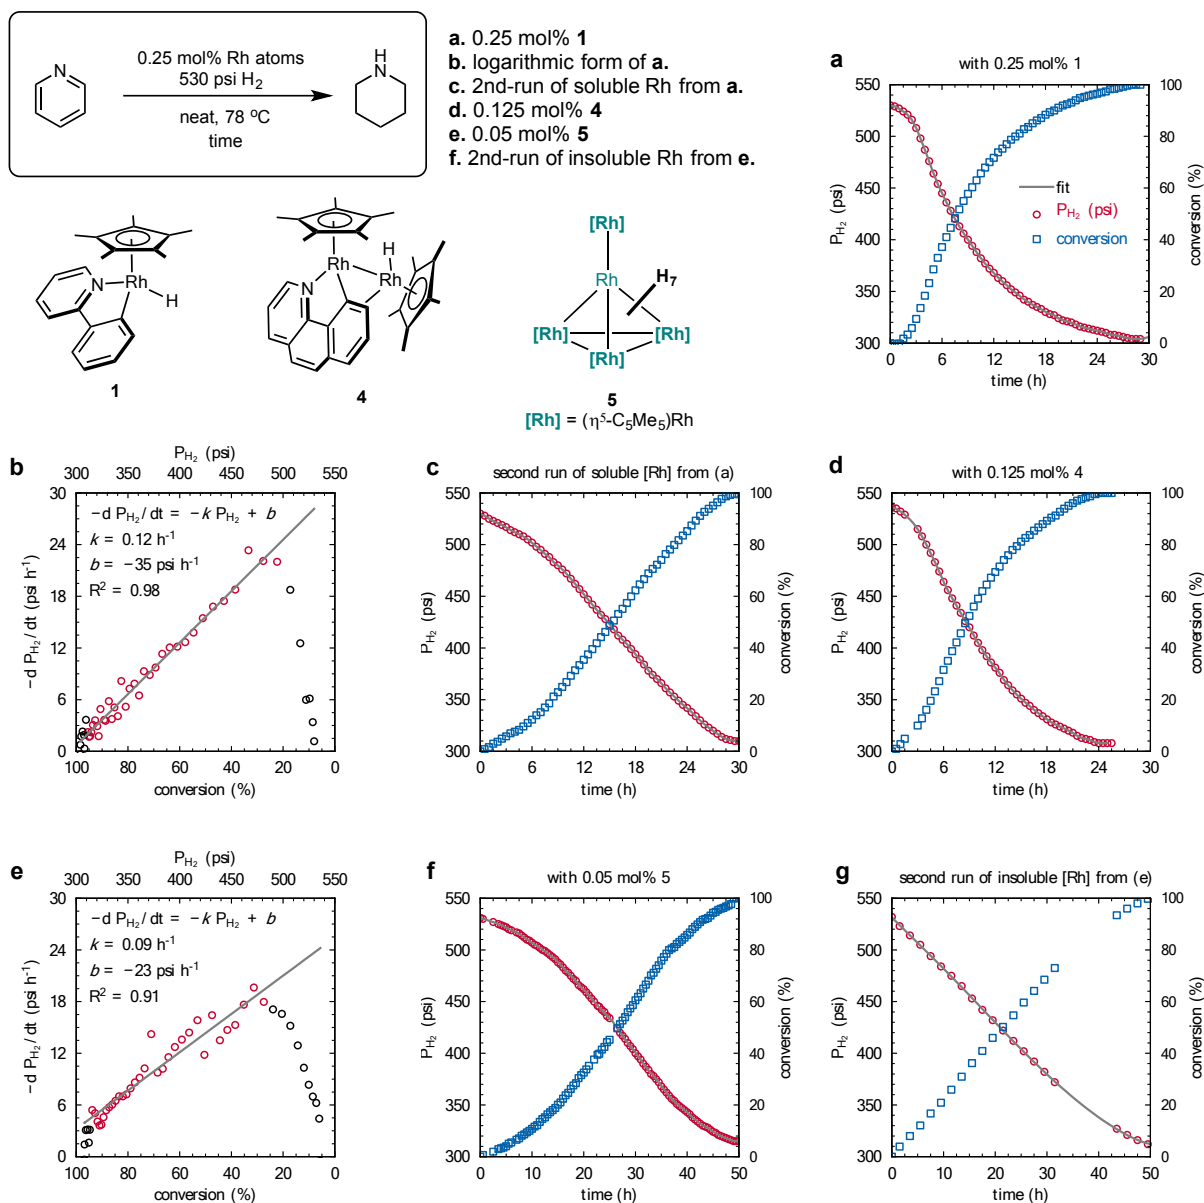 N
0.25 mol% Rh atoms
530 psi H2
neat, 78 °C
time
H
N
a. 0.25 mol% 1
b. logarithmic form of a.
c. 2nd-run of soluble Rh from a.
d. 0.125 mol% 4
e. 0.05 mol% 5
f. 2nd-run of insoluble Rh from e.
N
Rh
H
1
Rh
H
N
Rh
4
[Rh]
Rh
H7
[Rh] [Rh]
[Rh]
5
[Rh] = (η5-C5Me5)Rh
a
with 0.25 mol% 1
550 100
500 80
450 60
400 40
350 20
300 0
fit
PH2 (psi)
conversion
PH2 (psi)
conversion (%)
0 6 12 18 24 30
time (h)
b
PH2 (psi)
300 350 400 450 500 550
30
24
18
12
6
0
−d PH2/dt (psi h-1)
−d PH2/dt = −k PH2 + b
k = 0.12 h-1
b = −35 psi h-1
R2 = 0.98
100 80 60 40 20 0
conversion (%)
c
second run of soluble [Rh] from (a)
550 100
500 80
450 60
400 40
350 20
300 0
PH2 (psi)
conversion (%)
0 6 12 18 24 30
time (h)
d
with 0.125 mol% 4
550 100
500 80
450 60
400 40
350 20
300 0
PH2 (psi)
conversion (%)
0 6 12 18 24 30
time (h)
e
PH2 (psi)
300 350 400 450 500 550
30
24
18
12
6
0
−d PH2/dt (psi h-1)
−d PH2/dt = −k PH2 + b
k = 0.09 h-1
b = −23 psi h-1
R2 = 0.91
100 80 60 40 20 0
conversion (%)
f
with 0.05 mol% 5
550 100
500 80
450 60
400 40
350 20
300 0
PH2 (psi)
conversion (%)
0 10 20 30 40 50
time (h)
g
second run of insoluble [Rh] from (e)
550 100
500 80
450 60
400 40
350 20
300 0
PH2 (psi)
conversion (%)
0 10 20 30 40 50
time (h)